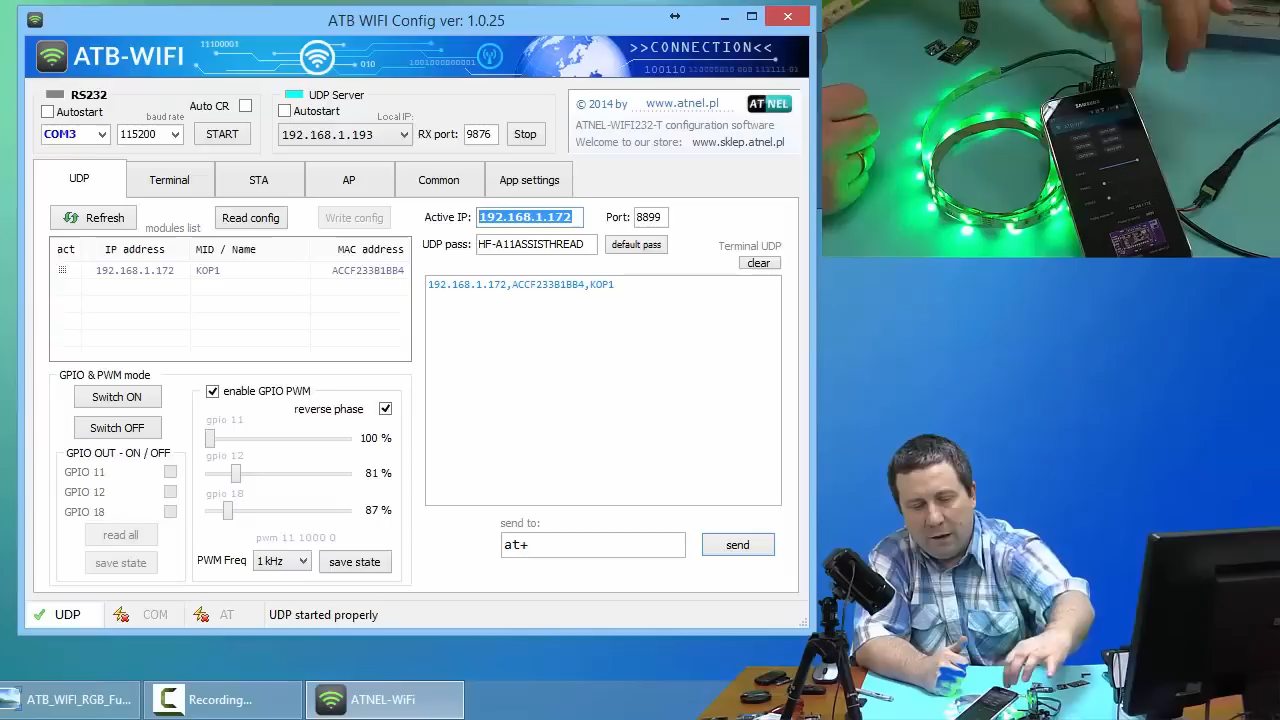 ATB WIFI Config ver: 1.0.25
ATB-WIFI
11100001
010
1001000000001
>>CONNECTION<<
RS232
Autostart
Auto CR
baud rate
COM3
115200
START
UDP Server
Autostart
Local IP:
RX port:
9876
Stop
© 2014 by www.atnel.pl
ATNEL
ATNEL-WIFI232-T configuration software
Welcome to our store: www.sklep.atnel.pl
UDP
Terminal
STA
AP
Common
App settings
Refresh
modules list
Read config
Write config
Active IP: 192.168.1.172
Port: 8899
UDP pass: HF-A11ASSISTHREAD
default pass
Terminal UDP
clear
act IP address MID / Name MAC address
192.168.1.172 KOP1 ACCF233B1BB4
192.168.1.172,ACCF233B1BB4,KOP1
GPIO & PWM mode
Switch ON
Switch OFF
GPIO OUT - ON / OFF
GPIO 11
GPIO 12
GPIO 18
read all
save state
enable GPIO PWM
reverse phase
gpio 11
100 %
gpio 12
81 %
gpio 18
87 %
pwm 11 1000 0
PWM Freq 1 kHz
save state
send to:
at+
send
UDP
COM
AT
UDP started properly
ATB_WIFI_RGB_Fu...
Recording...
ATNEL-WiFi
SAMSUNG